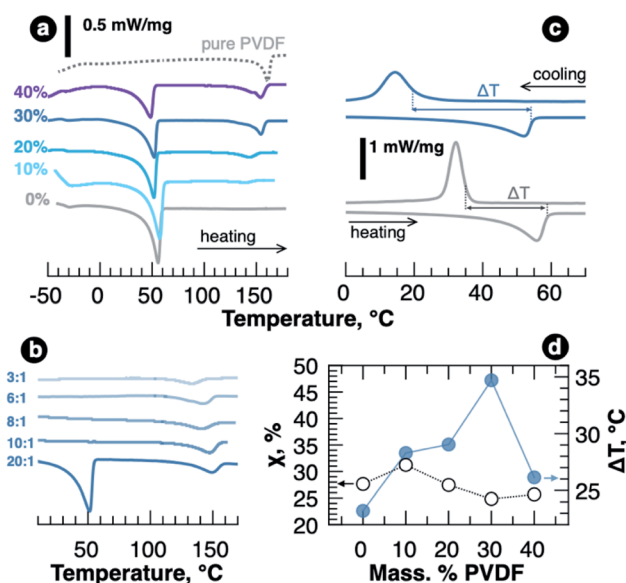 a
0.5 mW/mg
pure PVDF
40%
30%
20%
10%
0%
heating
-50 0 50 100 150
c
cooling
ΔT
1 mW/mg
ΔT
heating
0 20 40 60
Temperature, °C
b
3:1
6:1
8:1
10:1
20:1
50 100 150
Temperature, °C
d
50
45
40
35
30
25
20
χ, %
35
30
25
ΔT, °C
0 10 20 30 40
Mass. % PVDF